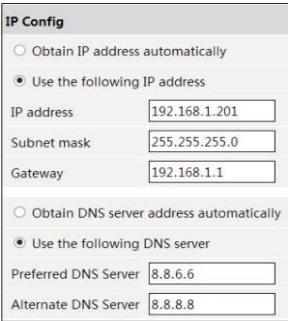 IP Config
Obtain IP address automatically
Use the following IP address
IP address 192.168.1.201
Subnet mask 255.255.255.0
Gateway 192.168.1.1
Obtain DNS server address automatically
Use the following DNS server
Preferred DNS Server 8.8.6.6
Alternate DNS Server 8.8.8.8